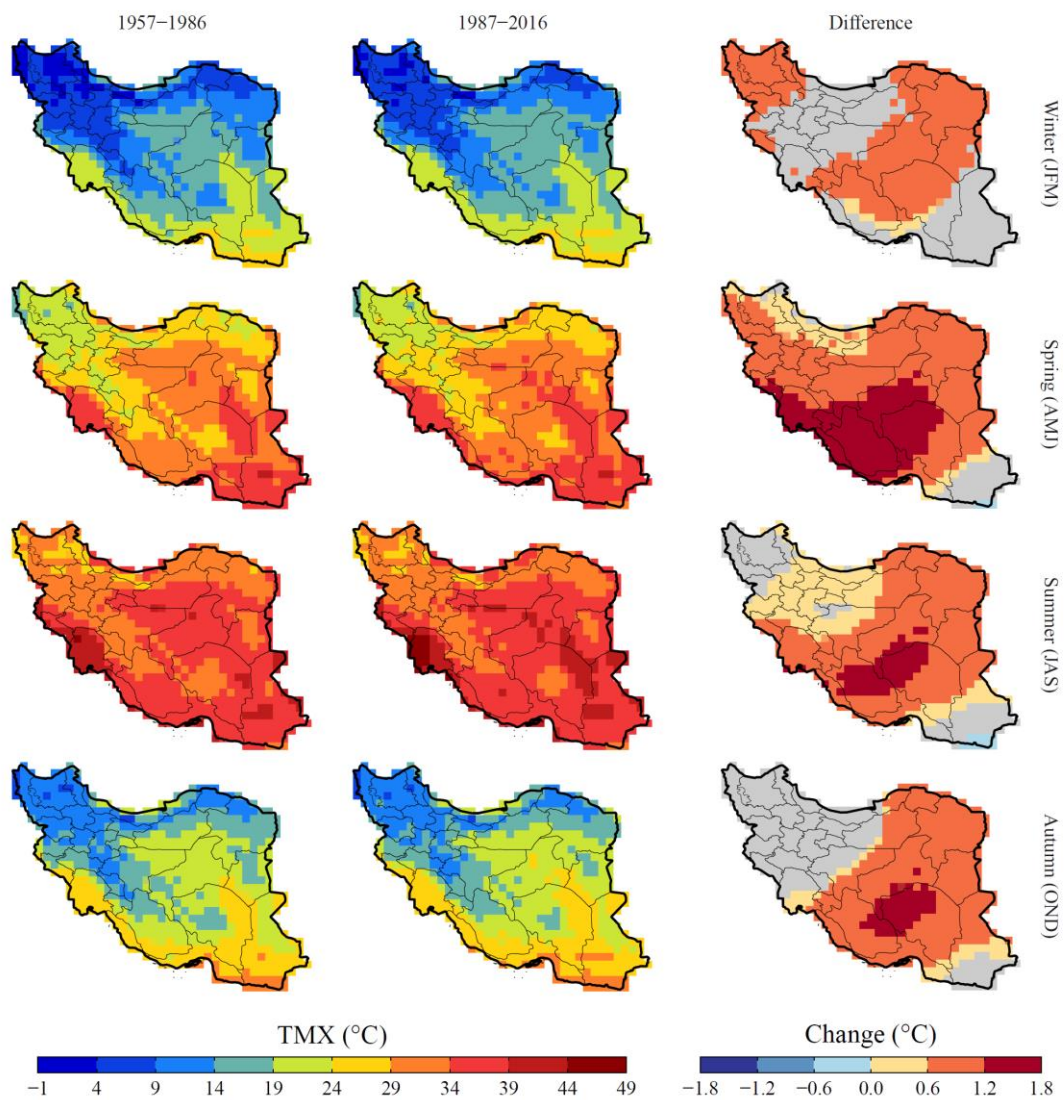 1957−1986
1987−2016
Difference
Winter (JFM)
Spring (AMJ)
Summer (JAS)
Autumn (OND)
TMX (°C)
−1 4 9 14 19 24 29 34 39 44 49
Change (°C)
−1.8 −1.2 −0.6 0.0 0.6 1.2 1.8